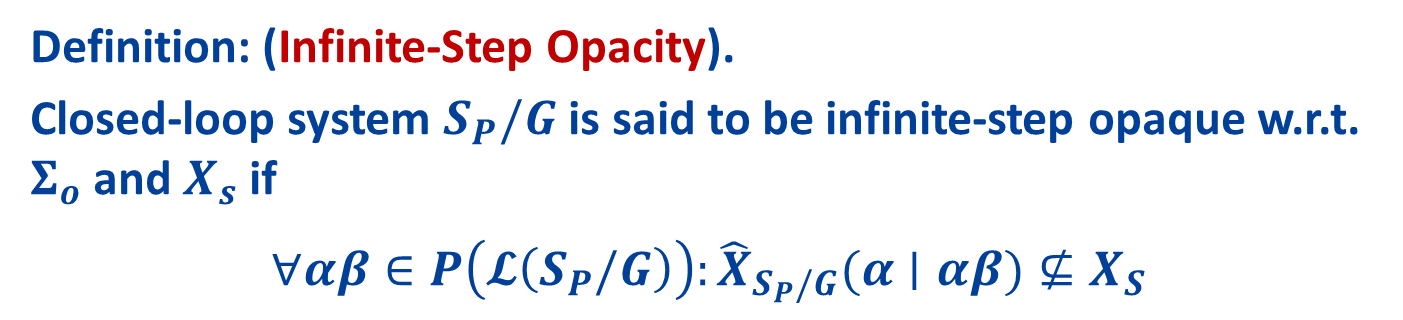 Definition: (Infinite-Step Opacity).
Closed-loop system S_P/G is said to be infinite-step opaque w.r.t.
Σ_o and X_s if
∀αβ ∈ P(ℒ(S_P/G)): X̂_{S_P/G}(α | αβ) ⊈ X_S